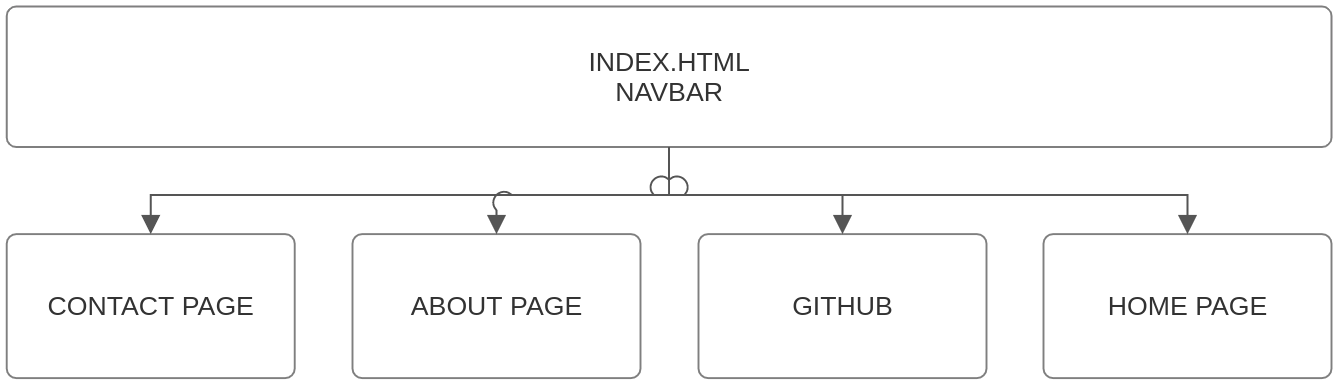 INDEX.HTML
NAVBAR
CONTACT PAGE
ABOUT PAGE
GITHUB
HOME PAGE